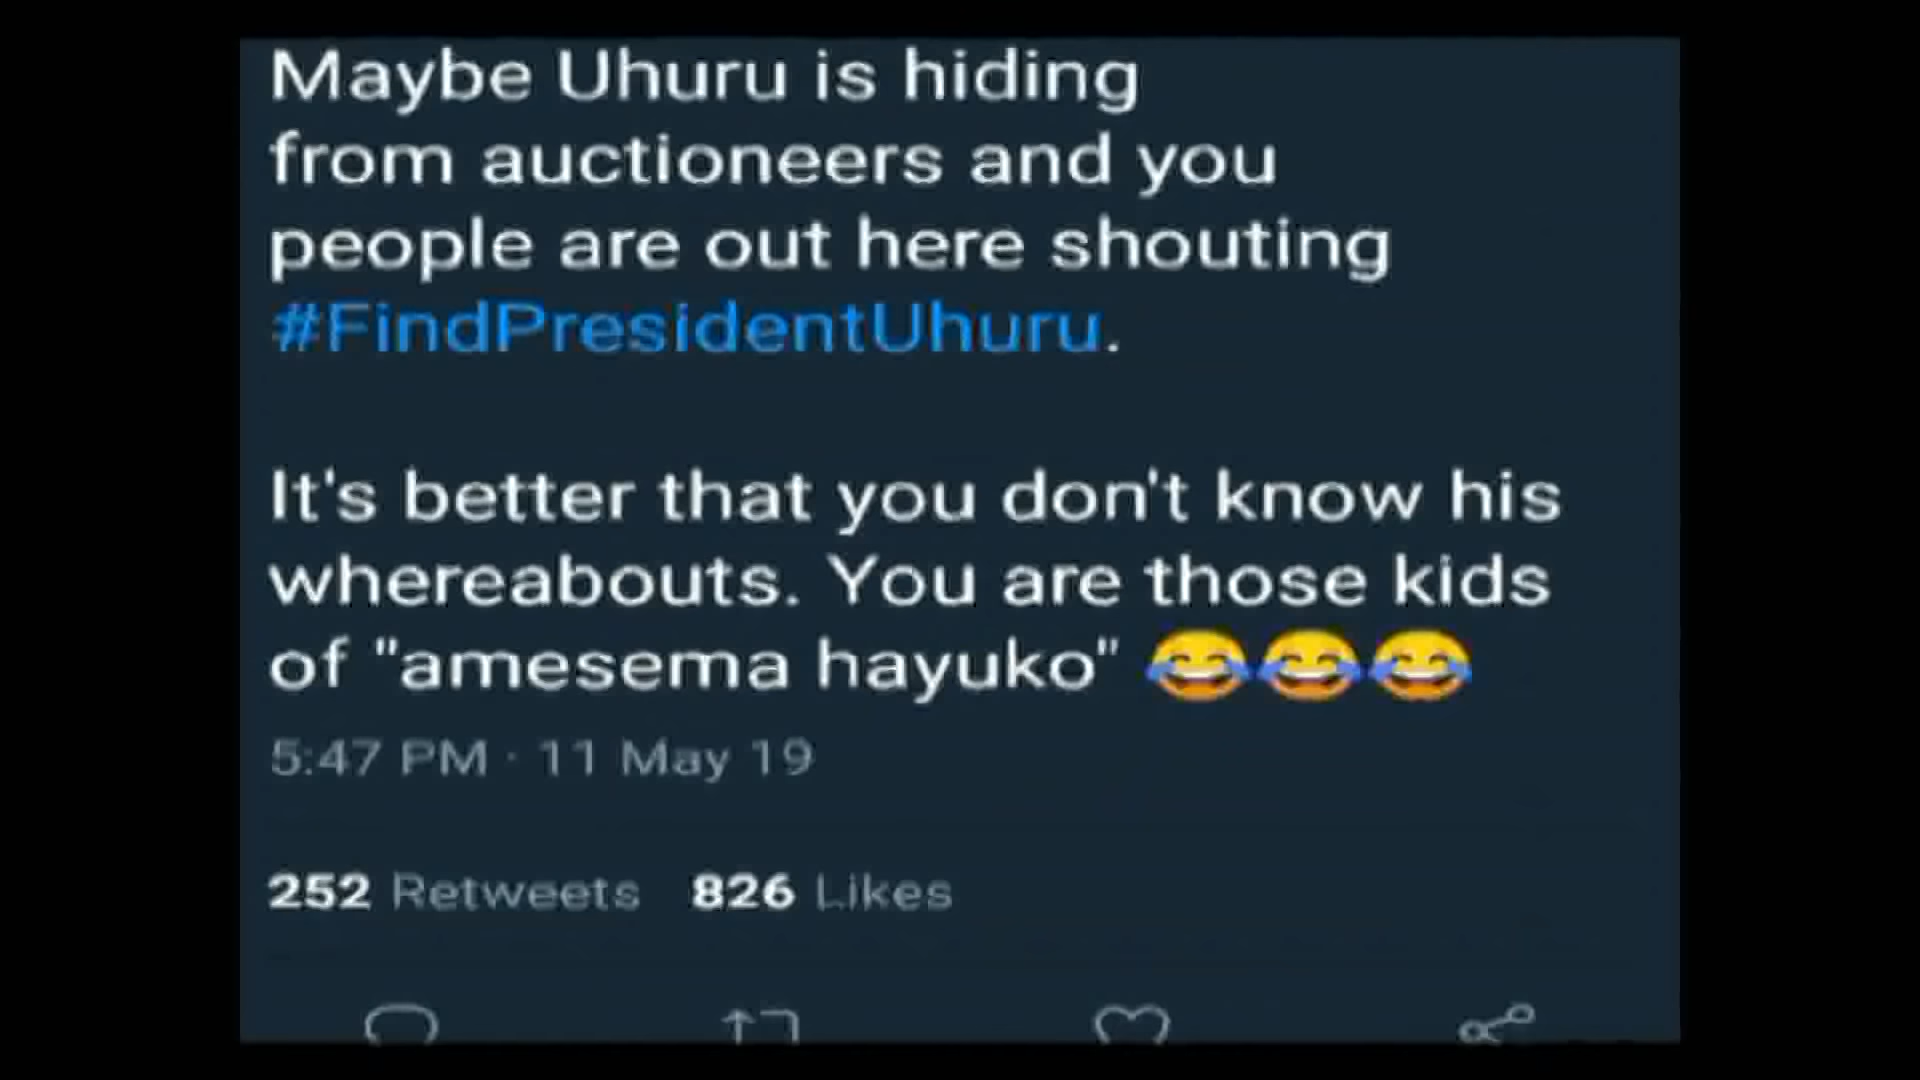 Maybe Uhuru is hiding
from auctioneers and you
people are out here shouting
#FindPresidentUhuru.
It's better that you don't know his
whereabouts. You are those kids
of "amesema hayuko" 😂😂😂
5:47 PM · 11 May 19
252 Retweets 826 Likes